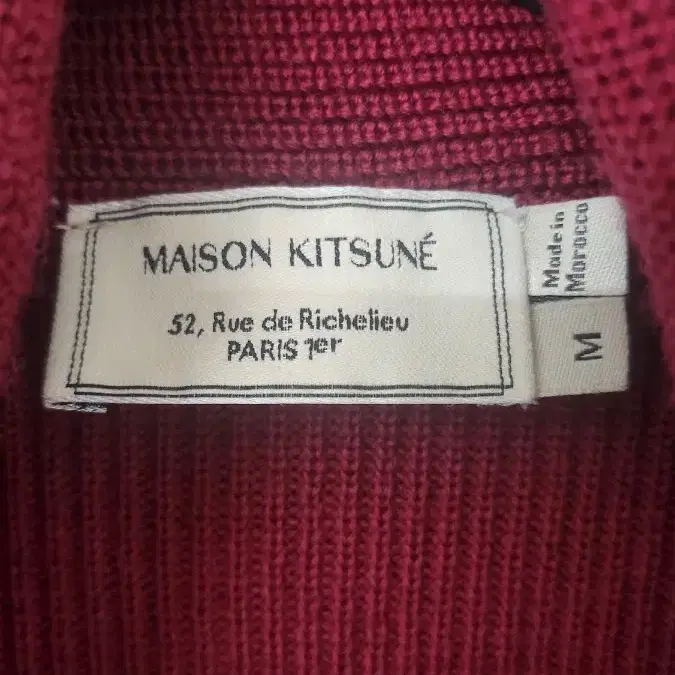 MAISON KITSUNÉ
52, Rue de Richelieu
PARIS 1er
Made in
Morocco
M